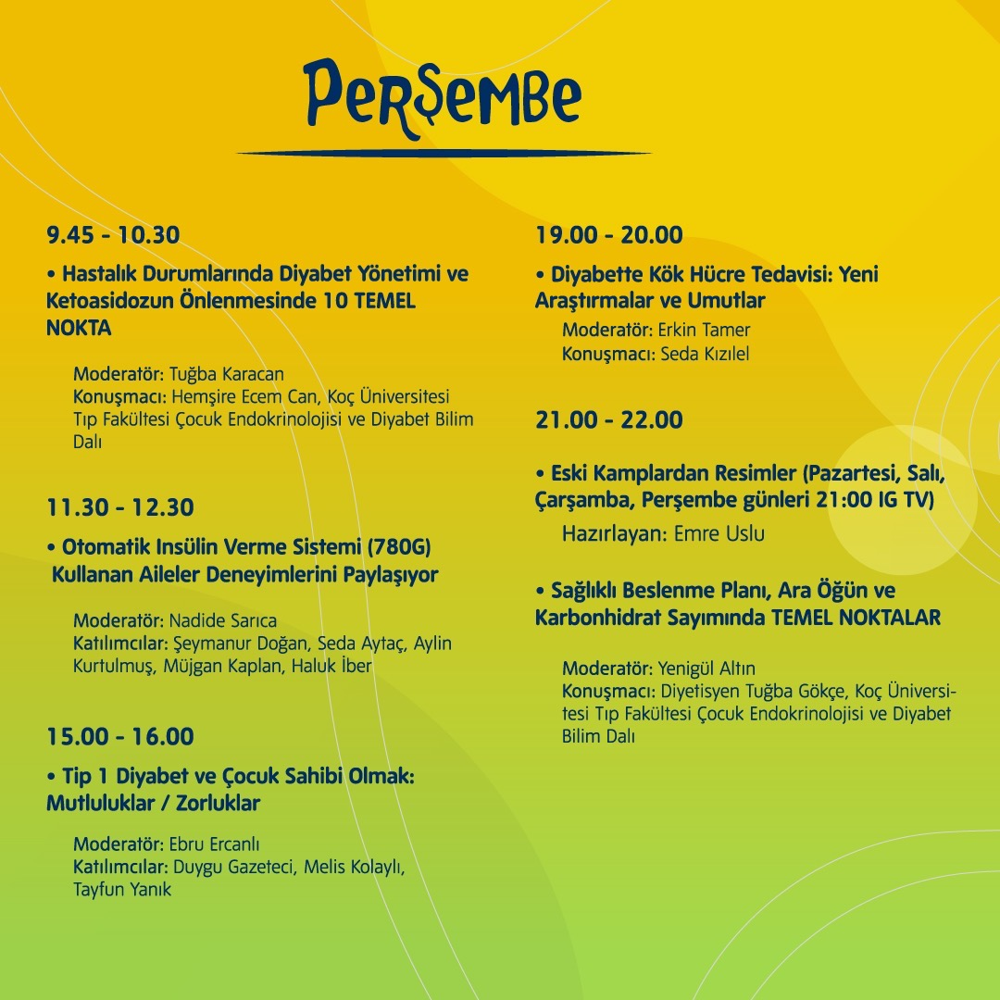 PERŞEMBE
9.45 - 10.30
• Hastalık Durumlarında Diyabet Yönetimi ve
Ketoasidozun Önlenmesinde 10 TEMEL
NOKTA
Moderatör: Tuğba Karacan
Konuşmacı: Hemşire Ecem Can, Koç Üniversitesi
Tıp Fakültesi Çocuk Endokrinolojisi ve Diyabet Bilim
Dalı
11.30 - 12.30
• Otomatik Insülin Verme Sistemi (780G)
Kullanan Aileler Deneyimlerini Paylaşıyor
Moderatör: Nadide Sarıca
Katılımcılar: Şeymanur Doğan, Seda Aytaç, Aylin
Kurtulmuş, Müjgan Kaplan, Haluk İber
15.00 - 16.00
• Tip 1 Diyabet ve Çocuk Sahibi Olmak:
Mutluluklar / Zorluklar
Moderatör: Ebru Ercanlı
Katılımcılar: Duygu Gazeteci, Melis Kolaylı,
Tayfun Yanık
19.00 - 20.00
• Diyabette Kök Hücre Tedavisi: Yeni
Araştırmalar ve Umutlar
Moderatör: Erkin Tamer
Konuşmacı: Seda Kızılel
21.00 - 22.00
• Eski Kamplardan Resimler (Pazartesi, Salı,
Çarşamba, Perşembe günleri 21:00 IG TV)
Hazırlayan: Emre Uslu
• Sağlıklı Beslenme Planı, Ara Öğün ve
Karbonhidrat Sayımında TEMEL NOKTALAR
Moderatör: Yenigül Altın
Konuşmacı: Diyetisyen Tuğba Gökçe, Koç Üniversi-
tesi Tıp Fakültesi Çocuk Endokrinolojisi ve Diyabet
Bilim Dalı